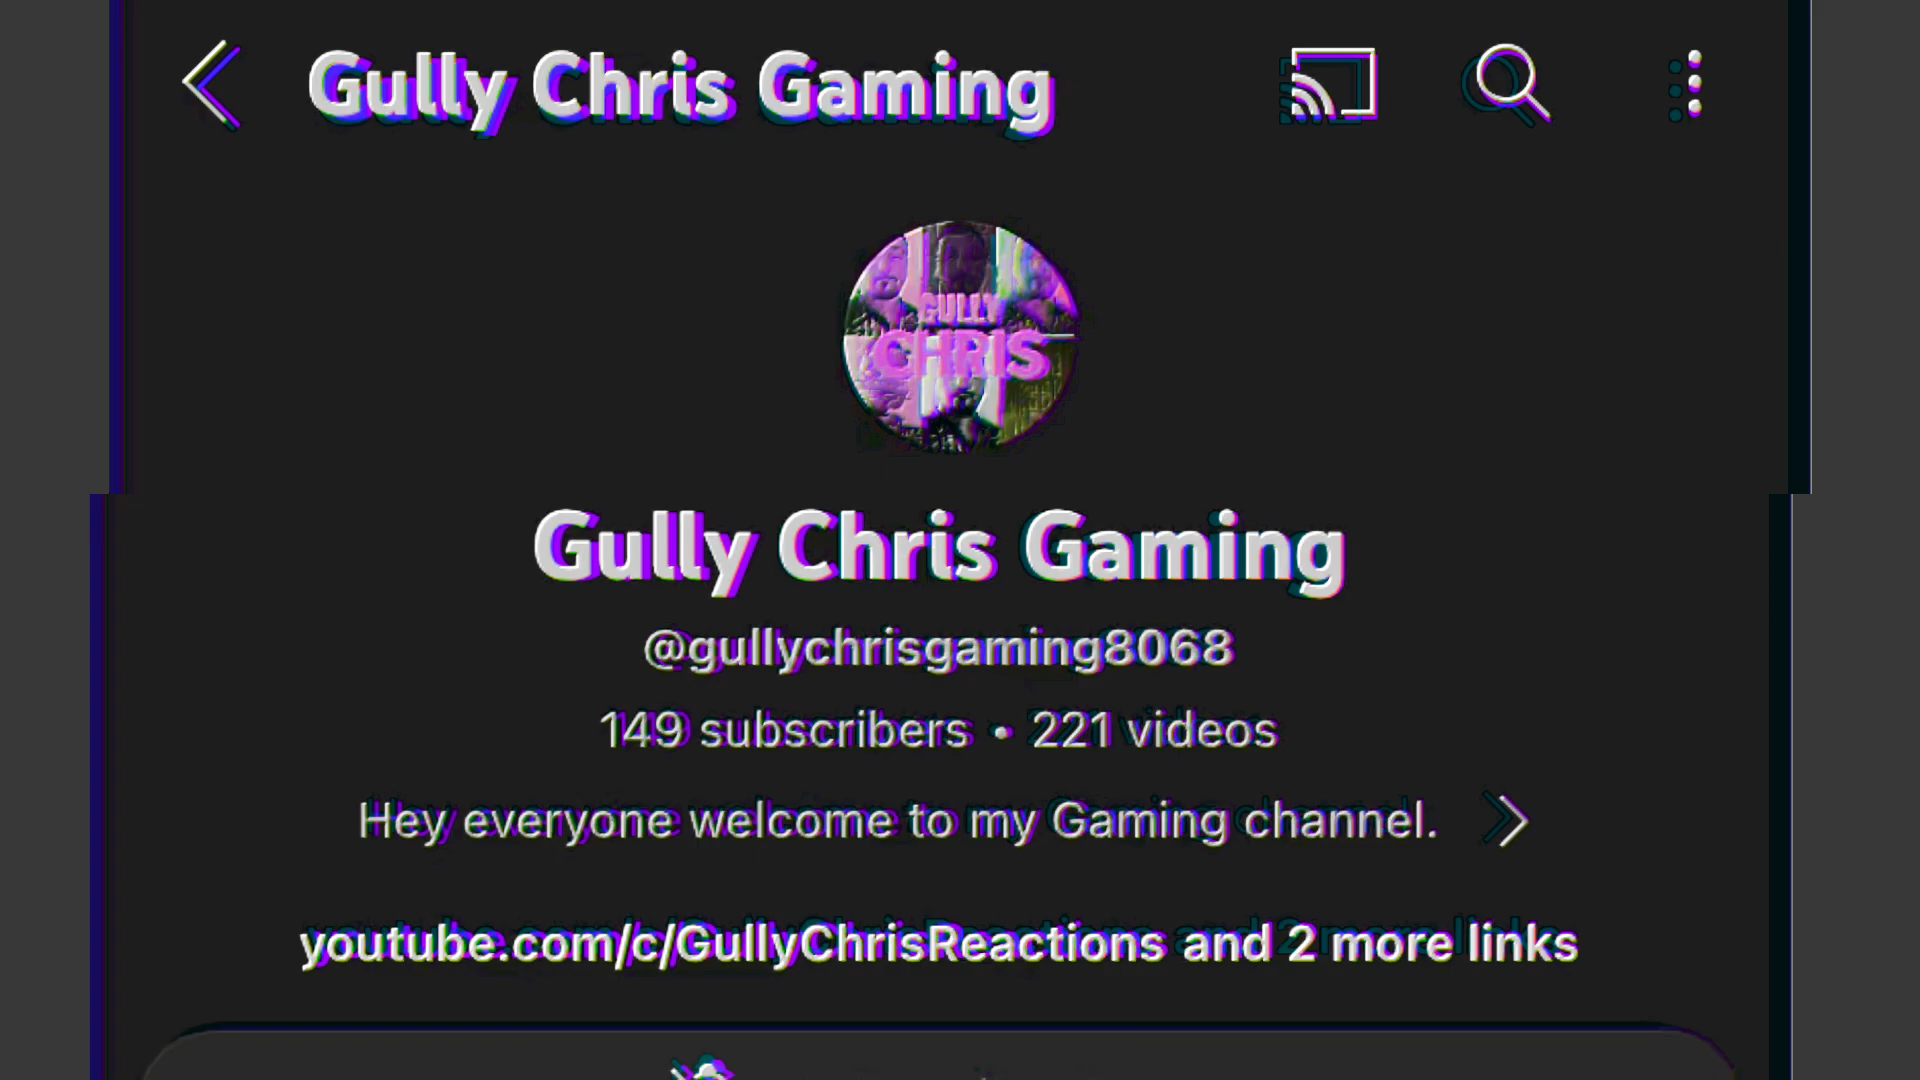 Gully Chris Gaming
GULLY
CHRIS
Gully Chris Gaming
@gullychrisgaming8068
149 subscribers • 221 videos
Hey everyone welcome to my Gaming channel.
youtube.com/c/GullyChrisReactions and 2 more links